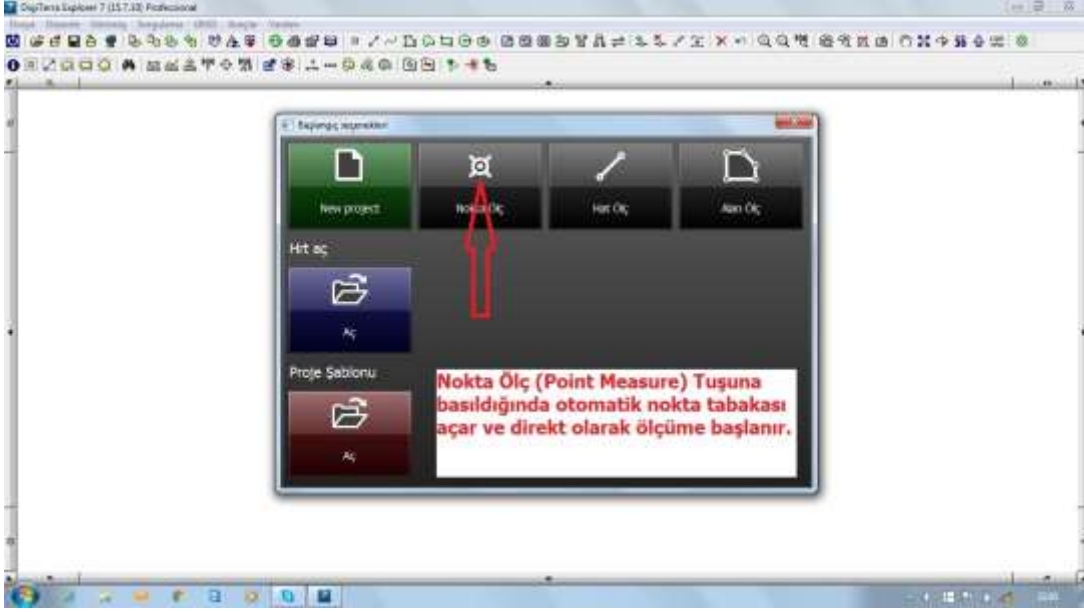 DigiTerra Explorer 7 (15.7.10) Professional
Başlangıç seçenekleri
New project
Nokta Ölç
Hat Ölç
Alan Ölç
Hrt aç
Aç
Proje Şablonu
Aç
Nokta Ölç (Point Measure) Tuşuna
basıldığında otomatik nokta tabakası
açar ve direkt olarak ölçüme başlanır.